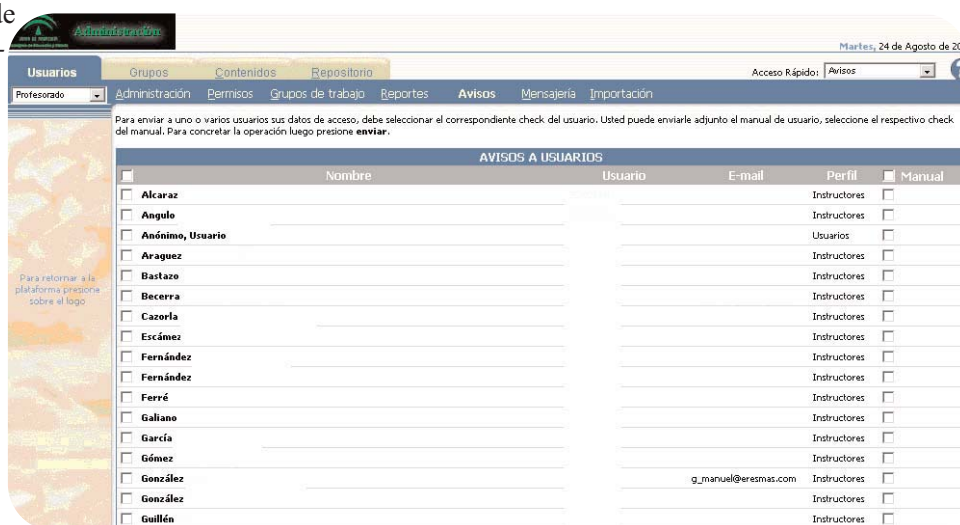 de
Administración
Martes, 24 de Agosto de 20
Usuarios Grupos Contenidos Repositorio
Acceso Rápido: Avisos
Profesorado Administración Permisos Grupos de trabajo Reportes Avisos Mensajería Importación
Para enviar a uno o varios usuarios sus datos de acceso, debe seleccionar el correspondiente check del usuario. Usted puede enviarle adjunto el manual de usuario, seleccione el respectivo check
del manual. Para concretar la operación luego presione enviar.
AVISOS A USUARIOS
Nombre Usuario E-mail Perfil Manual
Alcaraz Instructores
Angulo Instructores
Anónimo, Usuario Usuarios
Araguez Instructores
Bastazo Instructores
Becerra Instructores
Cazorla Instructores
Escámez Instructores
Fernández Instructores
Fernández Instructores
Ferré Instructores
Galiano Instructores
García Instructores
Gómez Instructores
González g_manuel@eresmas.com Instructores
González Instructores
Guillén Instructores
Para retornar a la
plataforma presione
sobre el logo